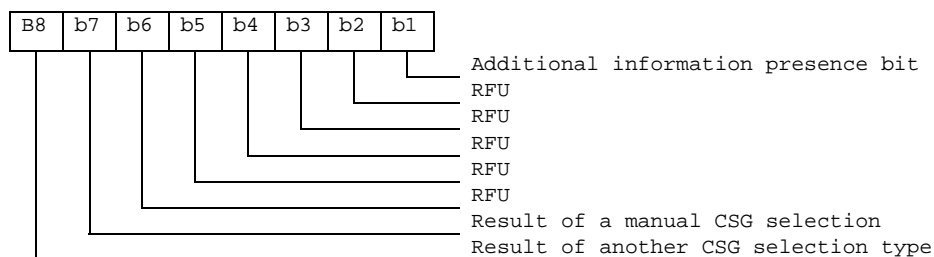 B8 b7 b6 b5 b4 b3 b2 b1
Additional information presence bit
RFU
RFU
RFU
RFU
RFU
Result of a manual CSG selection
Result of another CSG selection type